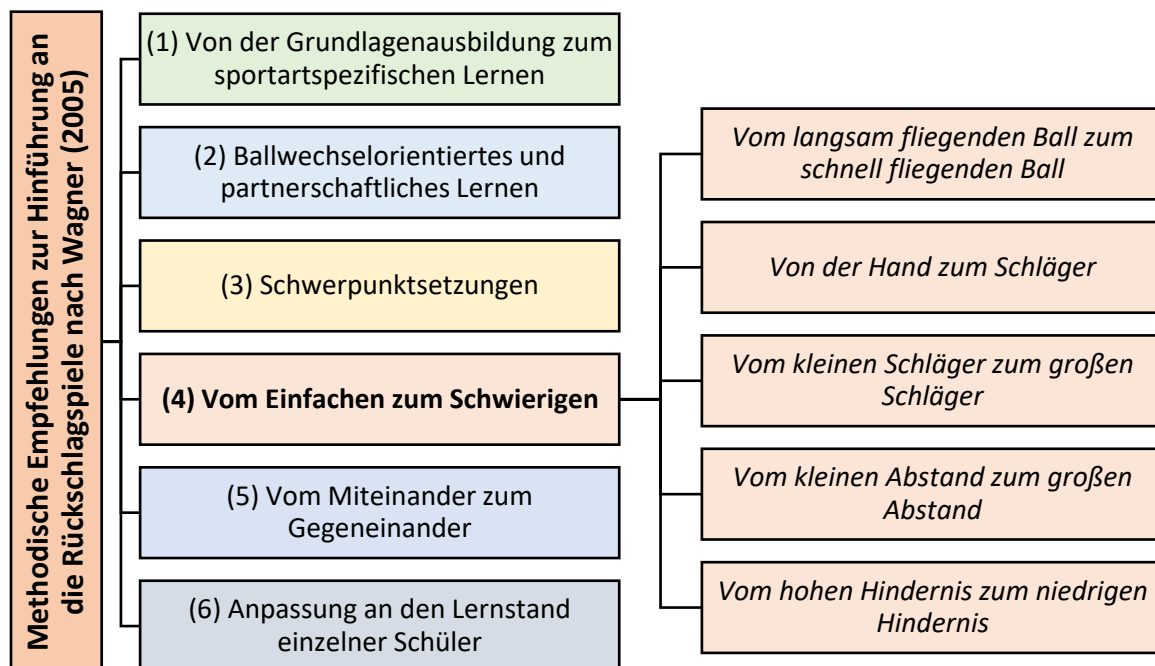 Methodische Empfehlungen zur Hinführung an
die Rückschlagspiele nach Wagner (2005)
(1) Von der Grundlagenausbildung zum
sportartspezifischen Lernen
(2) Ballwechselorientiertes und
partnerschaftliches Lernen
(3) Schwerpunktsetzungen
(4) Vom Einfachen zum Schwierigen
(5) Vom Miteinander zum
Gegeneinander
(6) Anpassung an den Lernstand
einzelner Schüler
Vom langsam fliegenden Ball zum
schnell fliegenden Ball
Von der Hand zum Schläger
Vom kleinen Schläger zum großen
Schläger
Vom kleinen Abstand zum großen
Abstand
Vom hohen Hindernis zum niedrigen
Hindernis